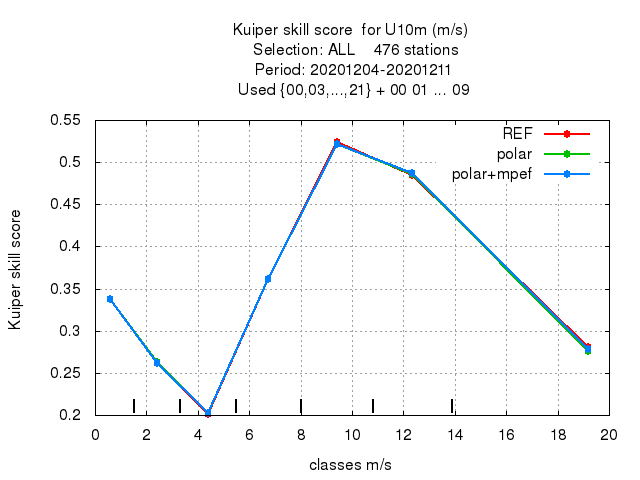 Kuiper skill score  for U10m (m/s)
Selection: ALL    476 stations
Period: 20201204-20201211
Used {00,03,...,21} + 00 01 ... 09
REF
polar
polar+mpef
Kuiper skill score
0.55
0.5
0.45
0.4
0.35
0.3
0.25
0.2
0 2 4 6 8 10 12 14 16 18 20
classes m/s